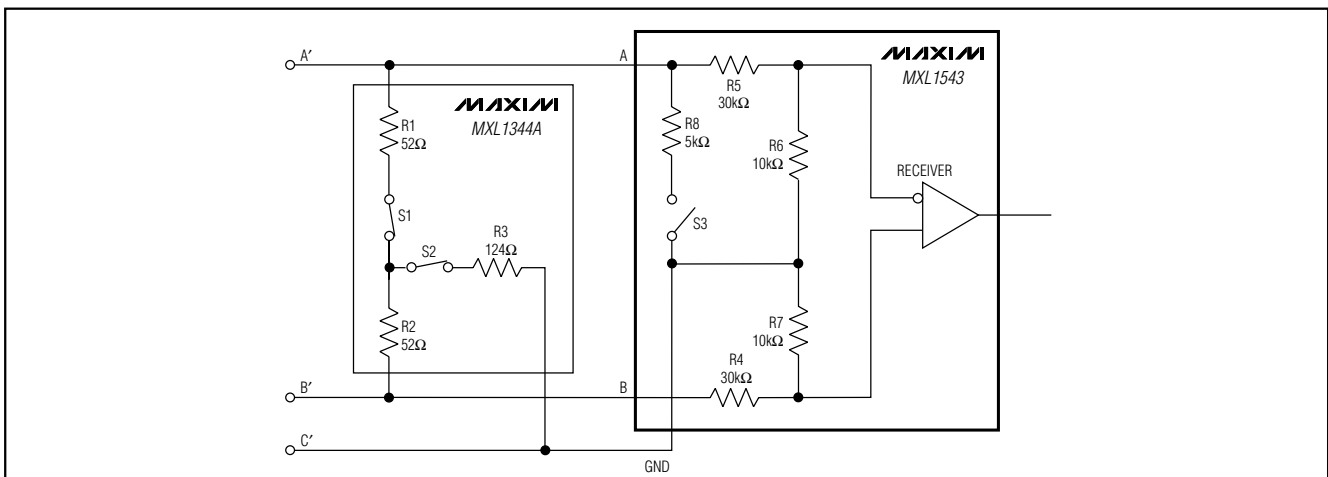 A′
A
MAXIM
MXL1543
R5
30kΩ
MAXIM
MXL1344A
R1
52Ω
R8
5kΩ
R6
10kΩ
RECEIVER
S1
S3
S2
R3
124Ω
R2
52Ω
R7
10kΩ
R4
30kΩ
B′
B
C′
GND